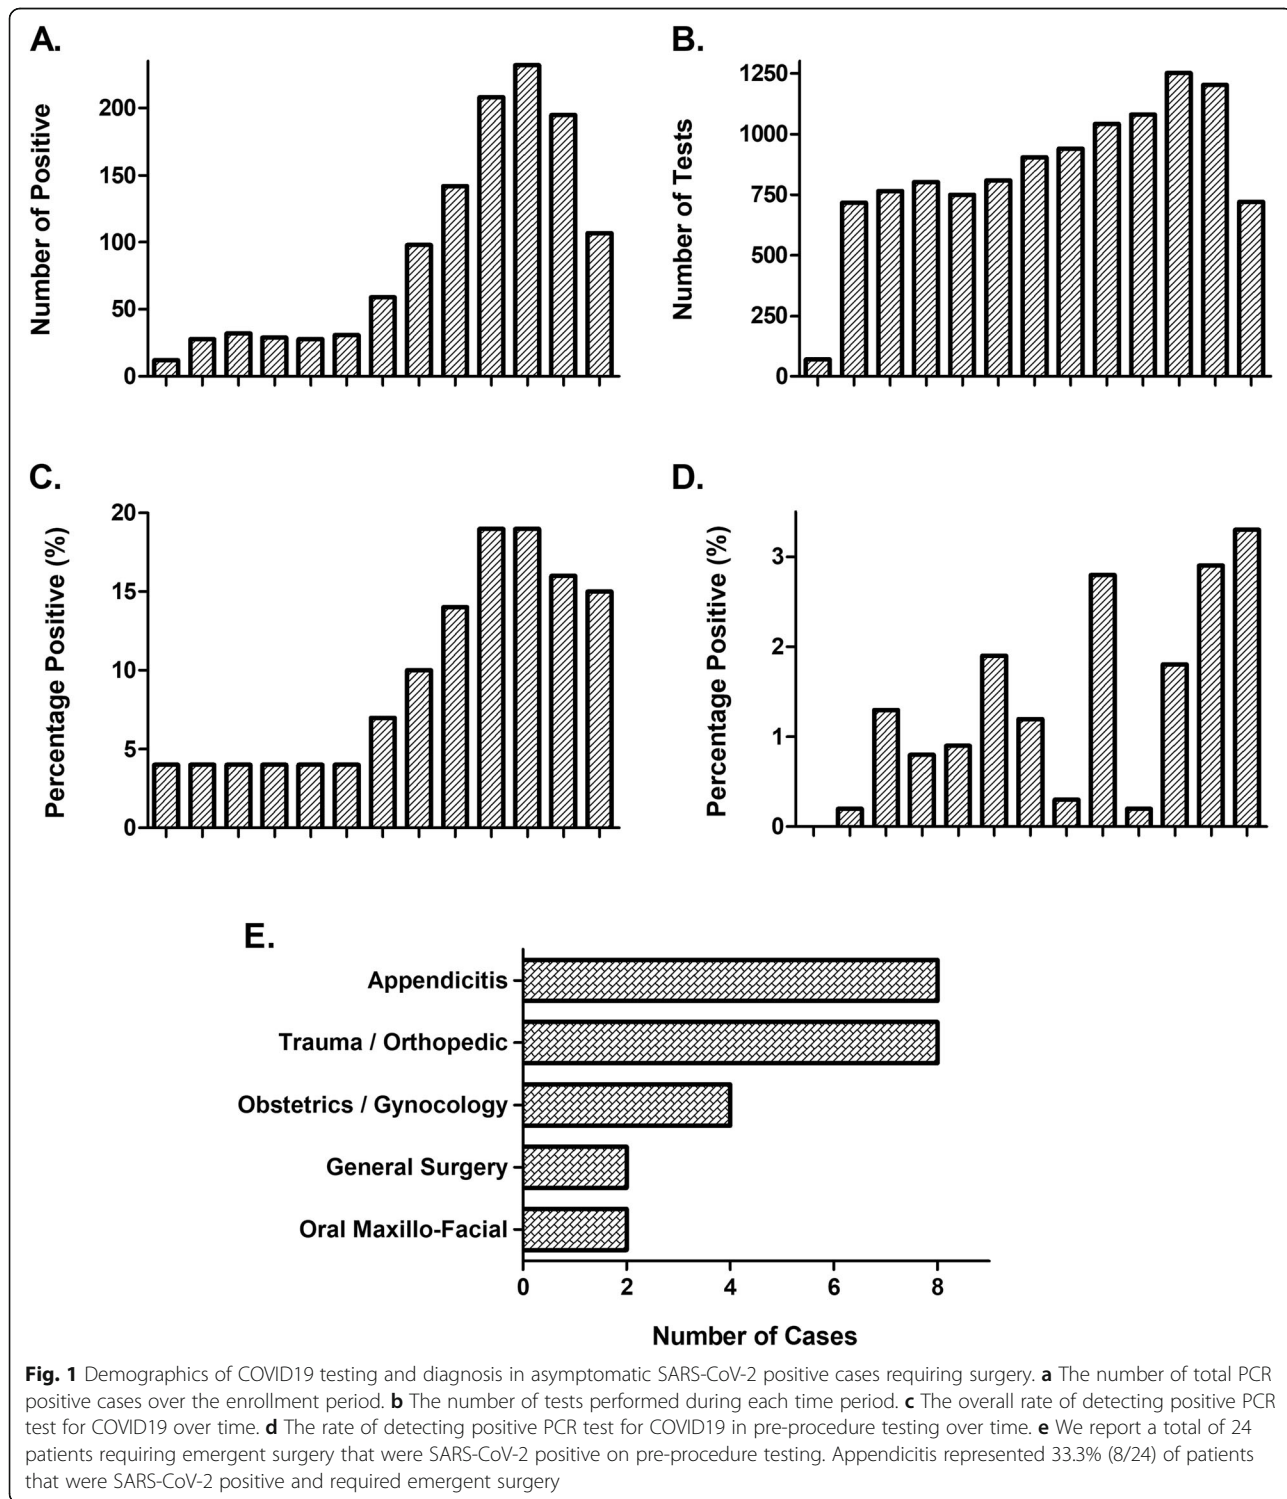 A.
Number of Positive
200
150
100
50
0
B.
Number of Tests
1250
1000
750
500
250
0
C.
Percentage Positive (%)
20
15
10
5
0
D.
Percentage Positive (%)
3
2
1
0
E.
Appendicitis
Trauma / Orthopedic
Obstetrics / Gynocology
General Surgery
Oral Maxillo-Facial
0 2 4 6 8
Number of Cases
Fig. 1 Demographics of COVID19 testing and diagnosis in asymptomatic SARS-CoV-2 positive cases requiring surgery. a The number of total PCR
positive cases over the enrollment period. b The number of tests performed during each time period. c The overall rate of detecting positive PCR
test for COVID19 over time. d The rate of detecting positive PCR test for COVID19 in pre-procedure testing over time. e We report a total of 24
patients requiring emergent surgery that were SARS-CoV-2 positive on pre-procedure testing. Appendicitis represented 33.3% (8/24) of patients
that were SARS-CoV-2 positive and required emergent surgery